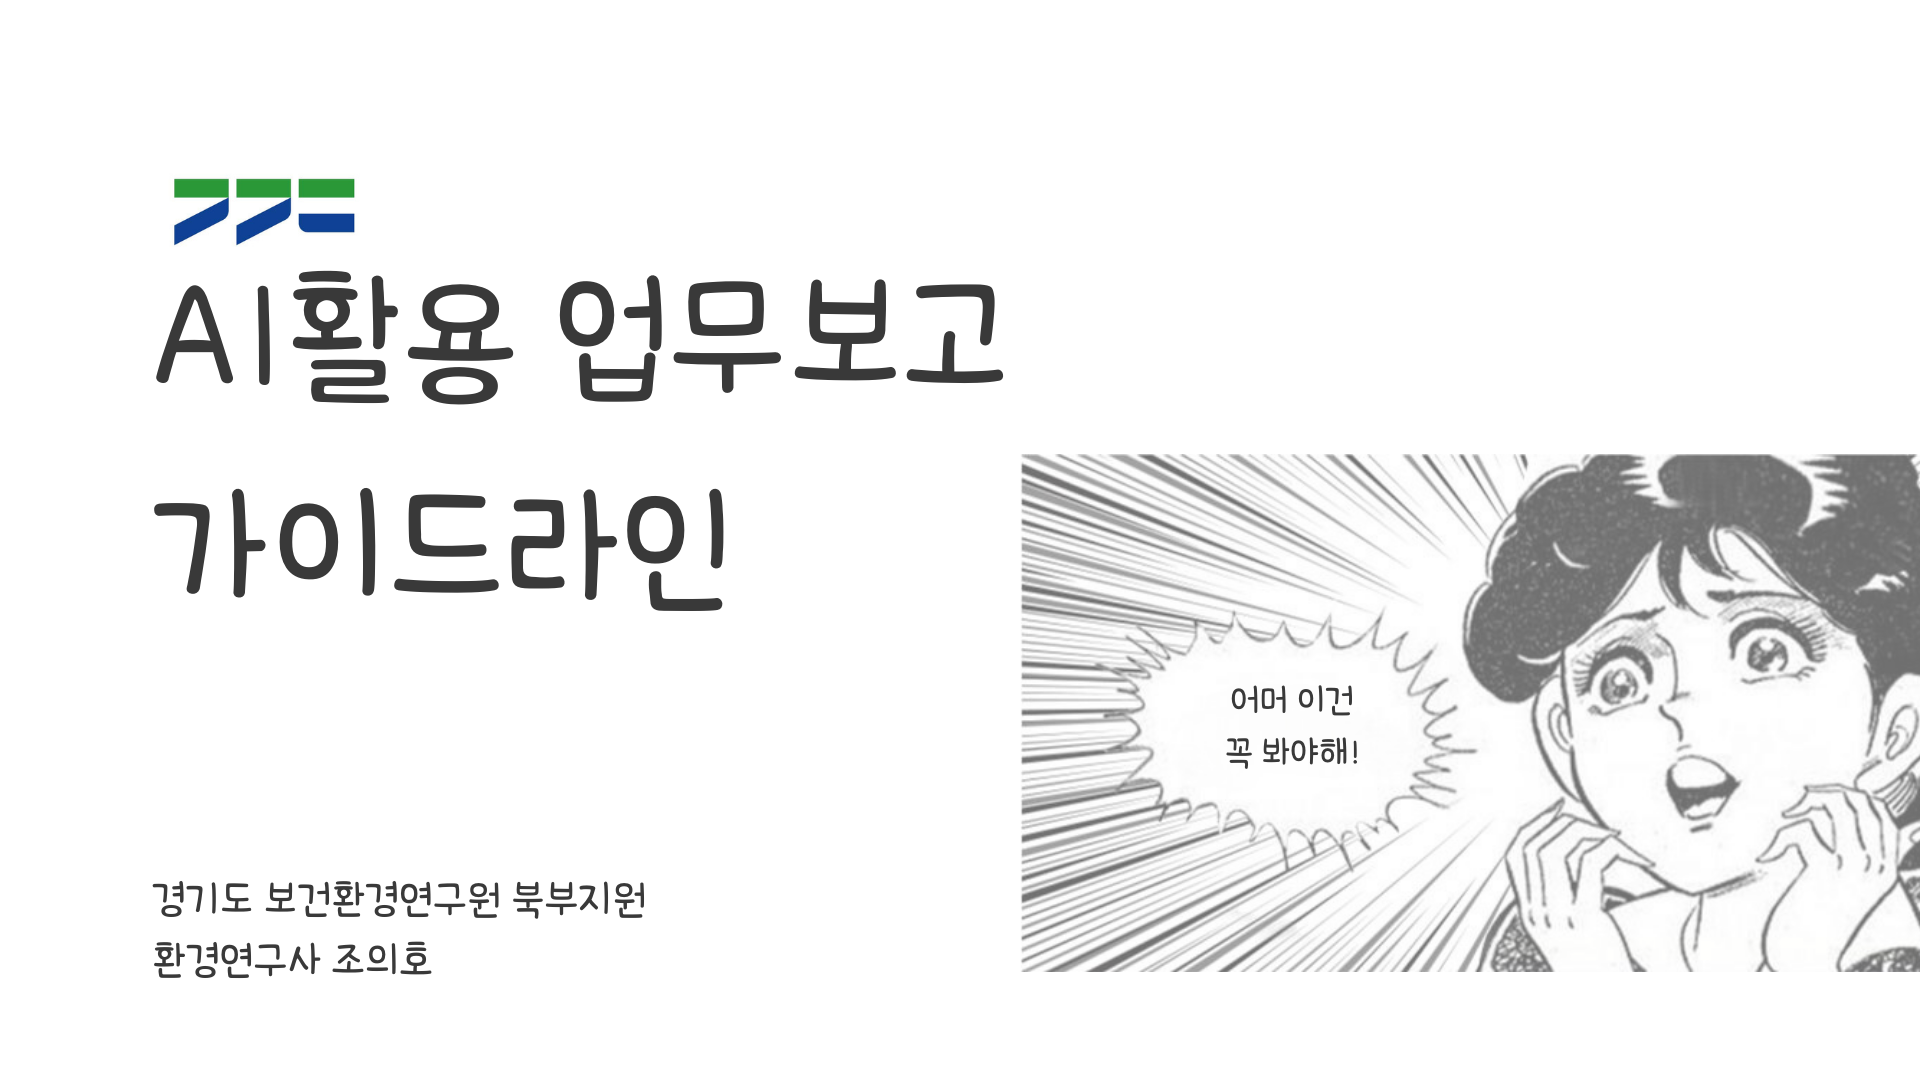 AI활용 업무보고
가이드라인
어머 이건
꼭 봐야해!
경기도 보건환경연구원 북부지원
환경연구사 조의호